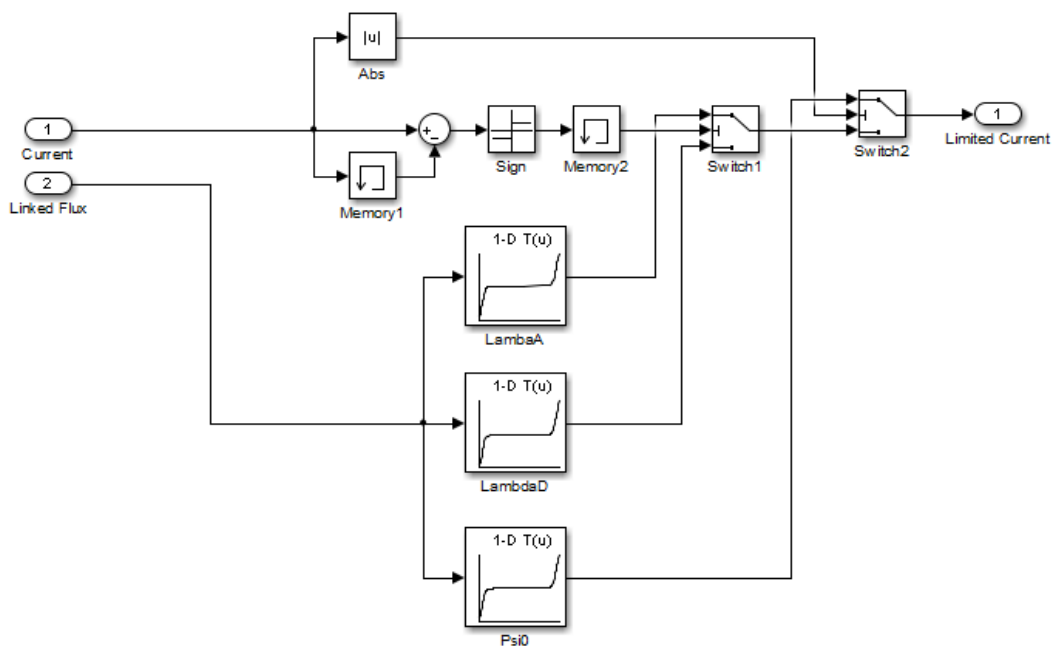 |u|
Abs
1
Current
+
−
Sign
Memory2
Switch1
Switch2
1
Limited Current
2
Linked Flux
Memory1
1-D T(u)
LambaA
1-D T(u)
LambdaD
1-D T(u)
Psi0